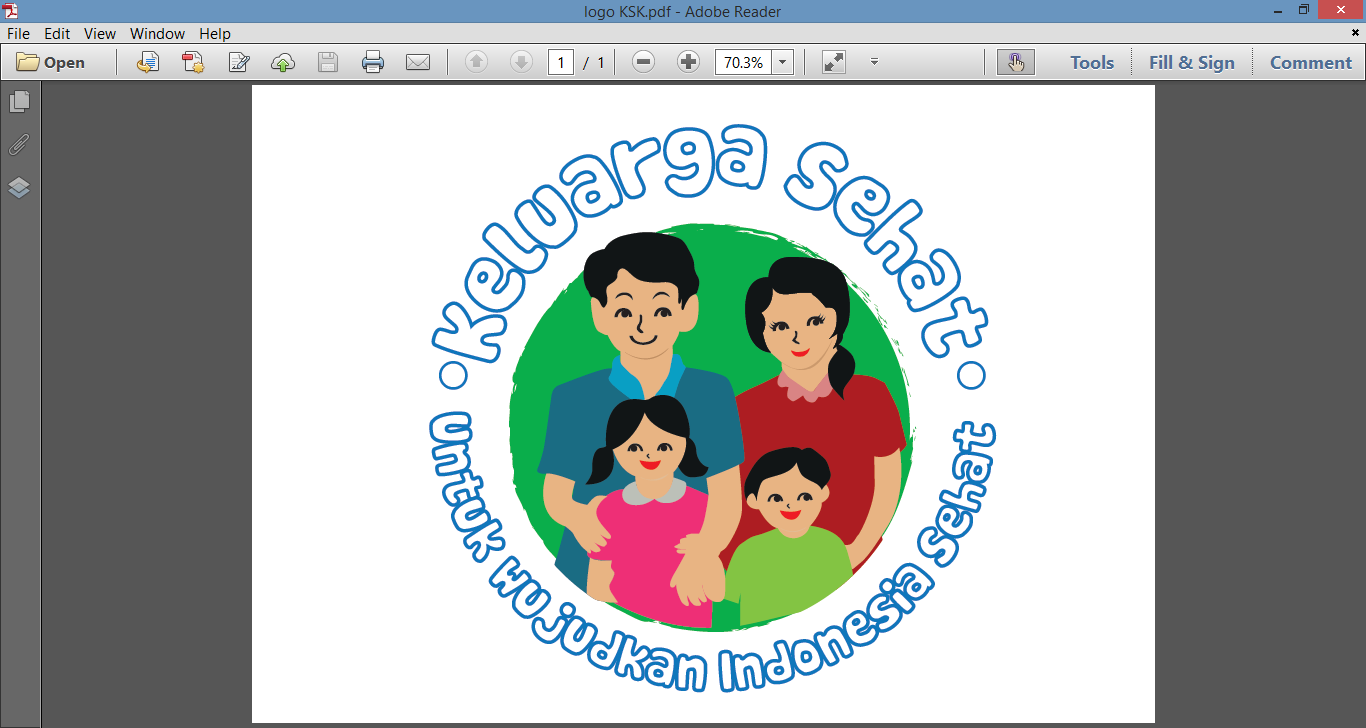 logo KSK.pdf - Adobe Reader
File Edit View Window Help
Open 1 / 1 70.3% Tools Fill & Sign Comment
Keluarga Sehat
untuk wujudkan Indonesia sehat